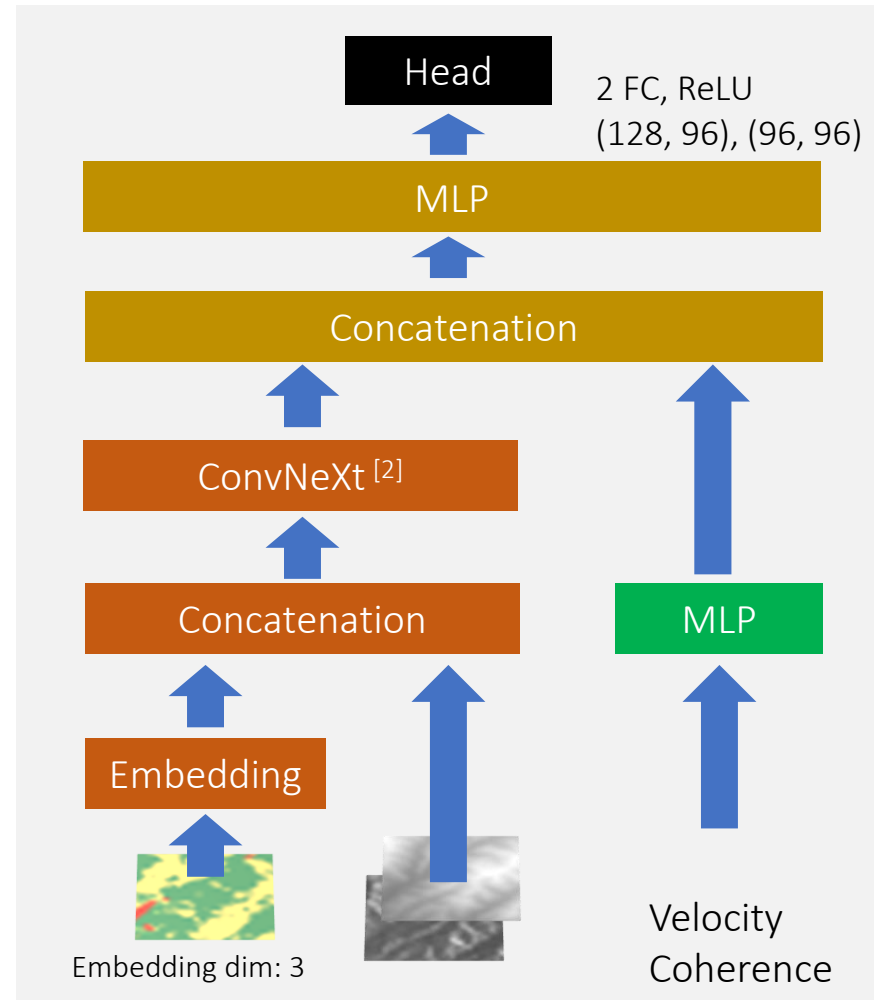 Head
2 FC, ReLU
(128, 96), (96, 96)
MLP
Concatenation
ConvNeXt [2]
Concatenation
MLP
Embedding
Embedding dim: 3
Velocity
Coherence